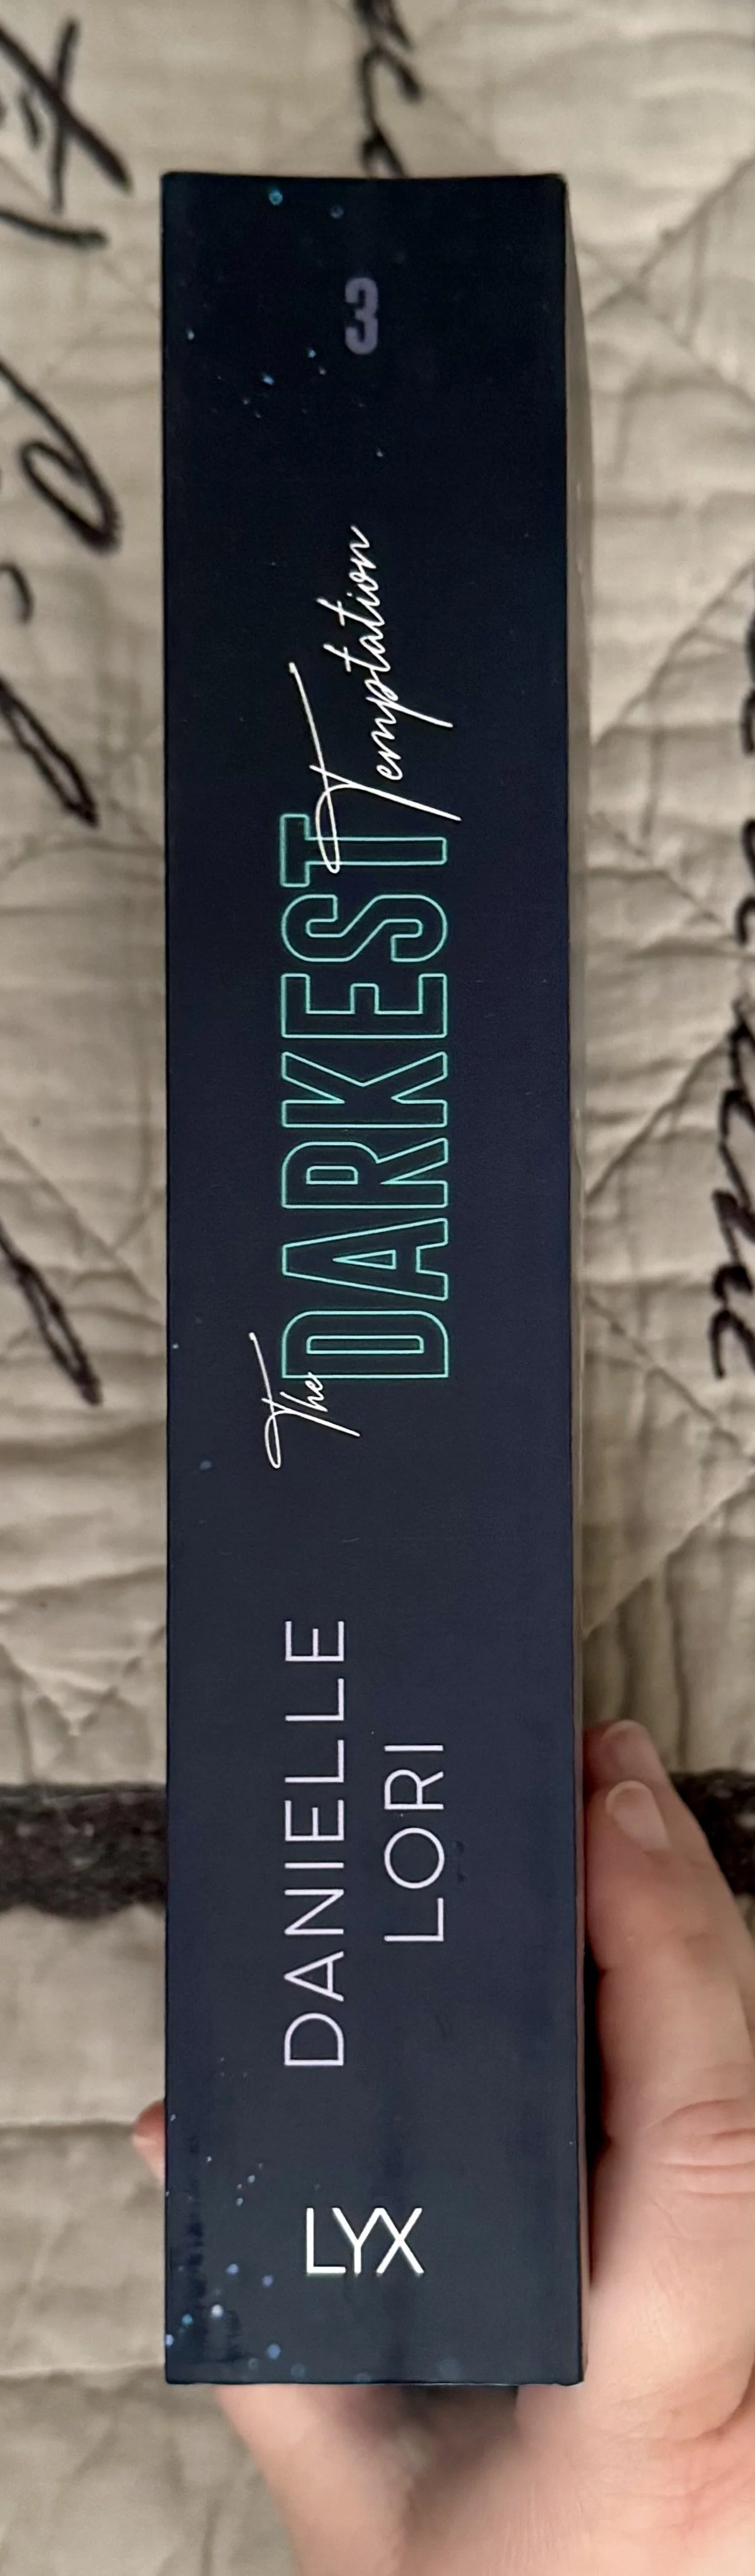 3
The
DARKEST
Temptation
DANIELLE
LORI
LYX